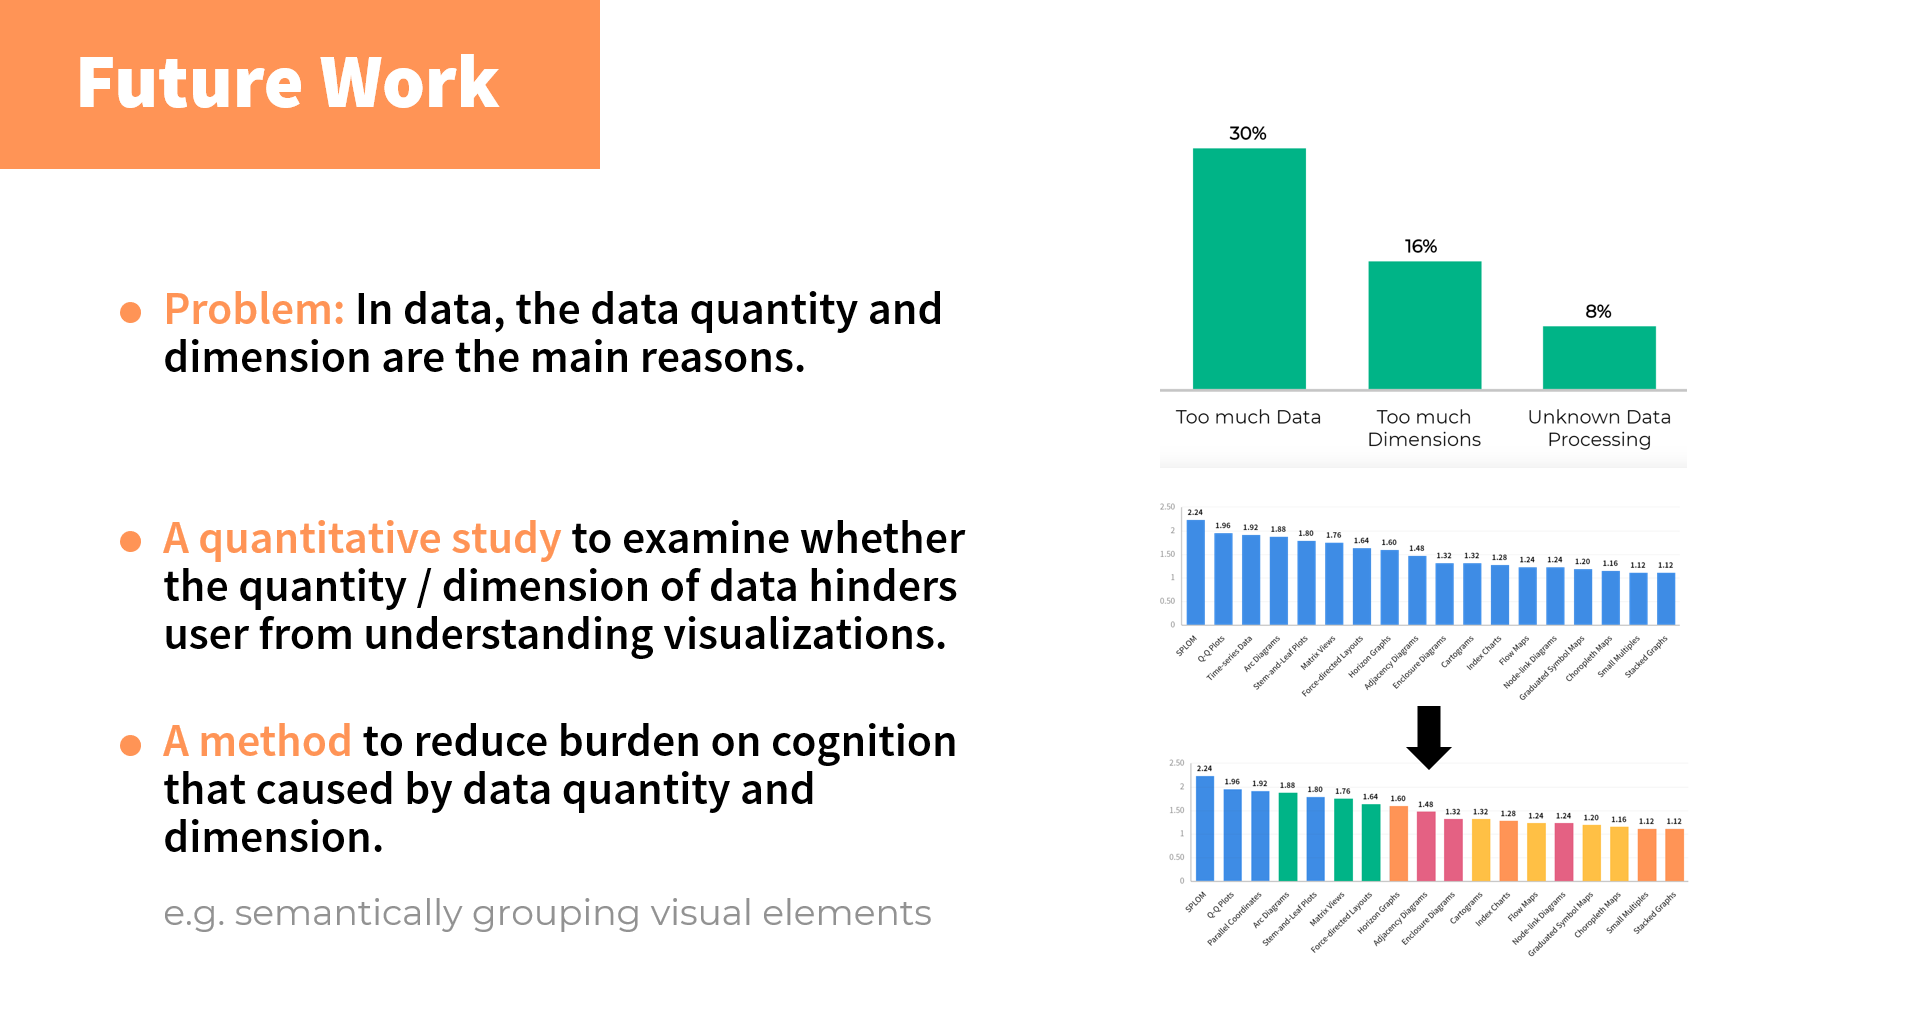 Future Work
Problem: In data, the data quantity and
dimension are the main reasons.
A quantitative study to examine whether
the quantity / dimension of data hinders
user from understanding visualizations.
A method to reduce burden on cognition
that caused by data quantity and
dimension.
e.g. semantically grouping visual elements
30%
16%
8%
Too much Data
Too much
Dimensions
Unknown Data
Processing
2.50
2
1.50
1
0.50
0
2.24
1.96
1.92
1.88
1.80
1.76
1.64
1.60
1.48
1.32
1.32
1.28
1.24
1.24
1.20
1.16
1.12
1.12
SPLOM
Q-Q Plots
Time-series Data
Arc Diagrams
Stem-and-Leaf Plots
Matrix Views
Force-directed Layouts
Horizon Graphs
Adjacency Diagrams
Enclosure Diagrams
Cartograms
Index Charts
Flow Maps
Node-link Diagrams
Graduated Symbol Maps
Choropleth Maps
Small Multiples
Stacked Graphs
2.50
2
1.50
1
0.50
0
2.24
1.96
1.92
1.88
1.80
1.76
1.64
1.60
1.48
1.32
1.32
1.28
1.24
1.24
1.20
1.16
1.12
1.12
SPLOM
Q-Q Plots
Parallel Coordinates
Arc Diagrams
Stem-and-Leaf Plots
Matrix Views
Force-directed Layouts
Horizon Graphs
Adjacency Diagrams
Enclosure Diagrams
Cartograms
Index Charts
Flow Maps
Node-link Diagrams
Graduated Symbol Maps
Choropleth Maps
Small Multiples
Stacked Graphs